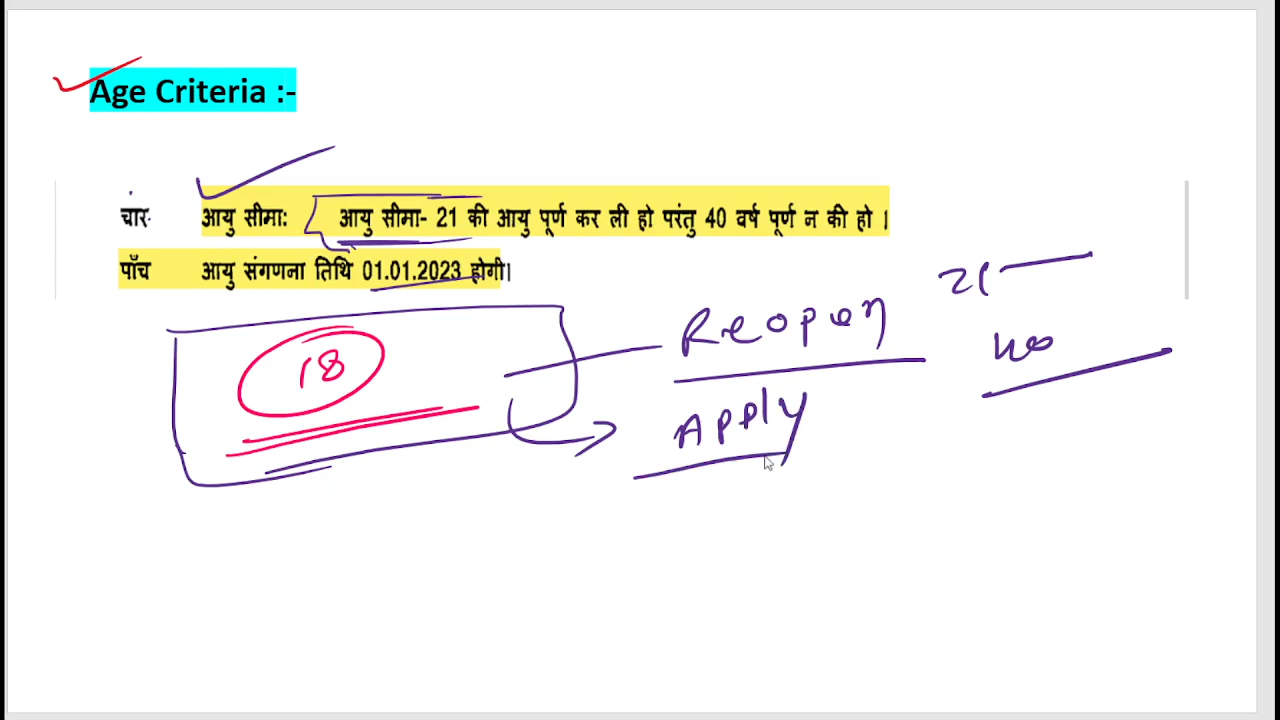 Age Criteria :-
चार आयु सीमा: आयु सीमा- 21 की आयु पूर्ण कर ली हो परंतु 40 वर्ष पूर्ण न की हो ।
पाँच आयु संगणना तिथि 01.01.2023 होगी।
21
Reopen
40
18
Apply